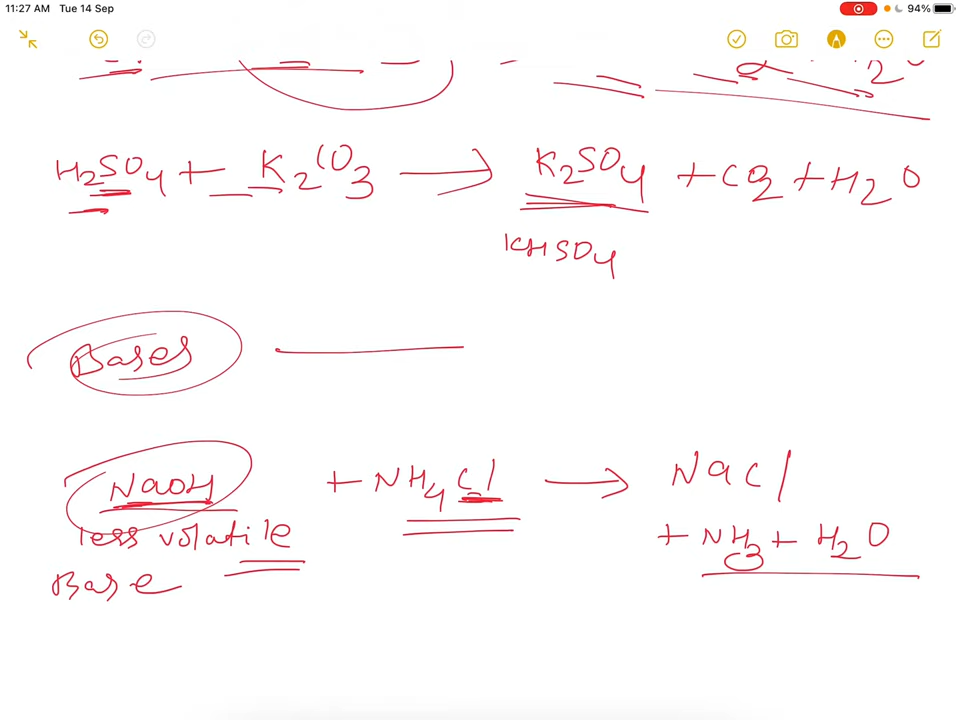 11:27 AM Tue 14 Sep 94%
H2SO4 + K2CO3 → K2SO4 + CO2 + H2O
KHSO4
Bases
NaOH + NH4Cl → NaCl
less volatile + NH3 + H2O
Base